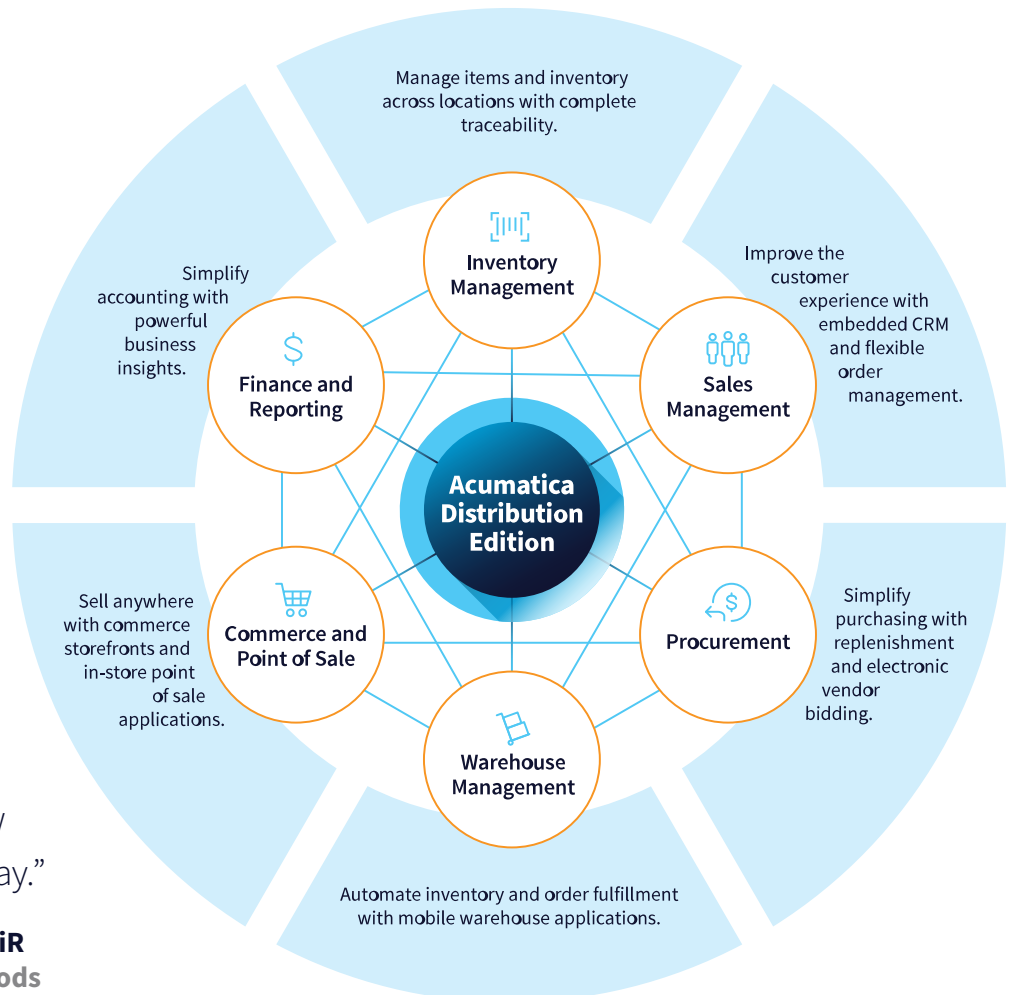 Manage items and inventory
across locations with complete
traceability.
Inventory
Management
Improve the
customer
experience with
embedded CRM
and flexible
order
management.
Sales
Management
Simplify
purchasing with
replenishment
and electronic
vendor
bidding.
Procurement
Automate inventory and order fulfillment
with mobile warehouse applications.
Warehouse
Management
Sell anywhere
with commerce
storefronts and
in-store point
of sale
applications.
Commerce and
Point of Sale
Simplify
accounting with
powerful
business
insights.
Finance and
Reporting
Acumatica
Distribution
Edition
ay.”
iR
ods